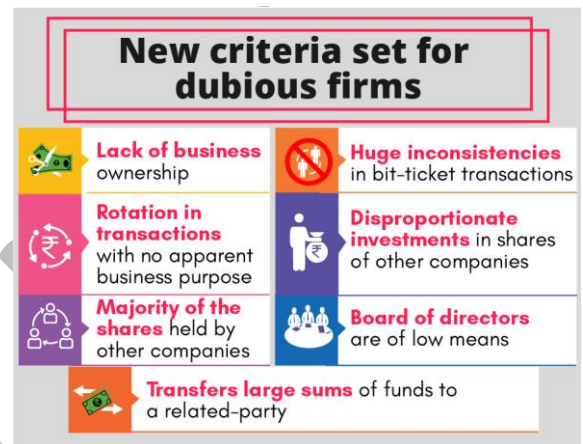 New criteria set for
dubious firms
Lack of business
ownership
Huge inconsistencies
in bit-ticket transactions
Rotation in
transactions
with no apparent
business purpose
Disproportionate
investments in shares
of other companies
Majority of the
shares held by
other companies
Board of directors
are of low means
Transfers large sums of funds to
a related-party